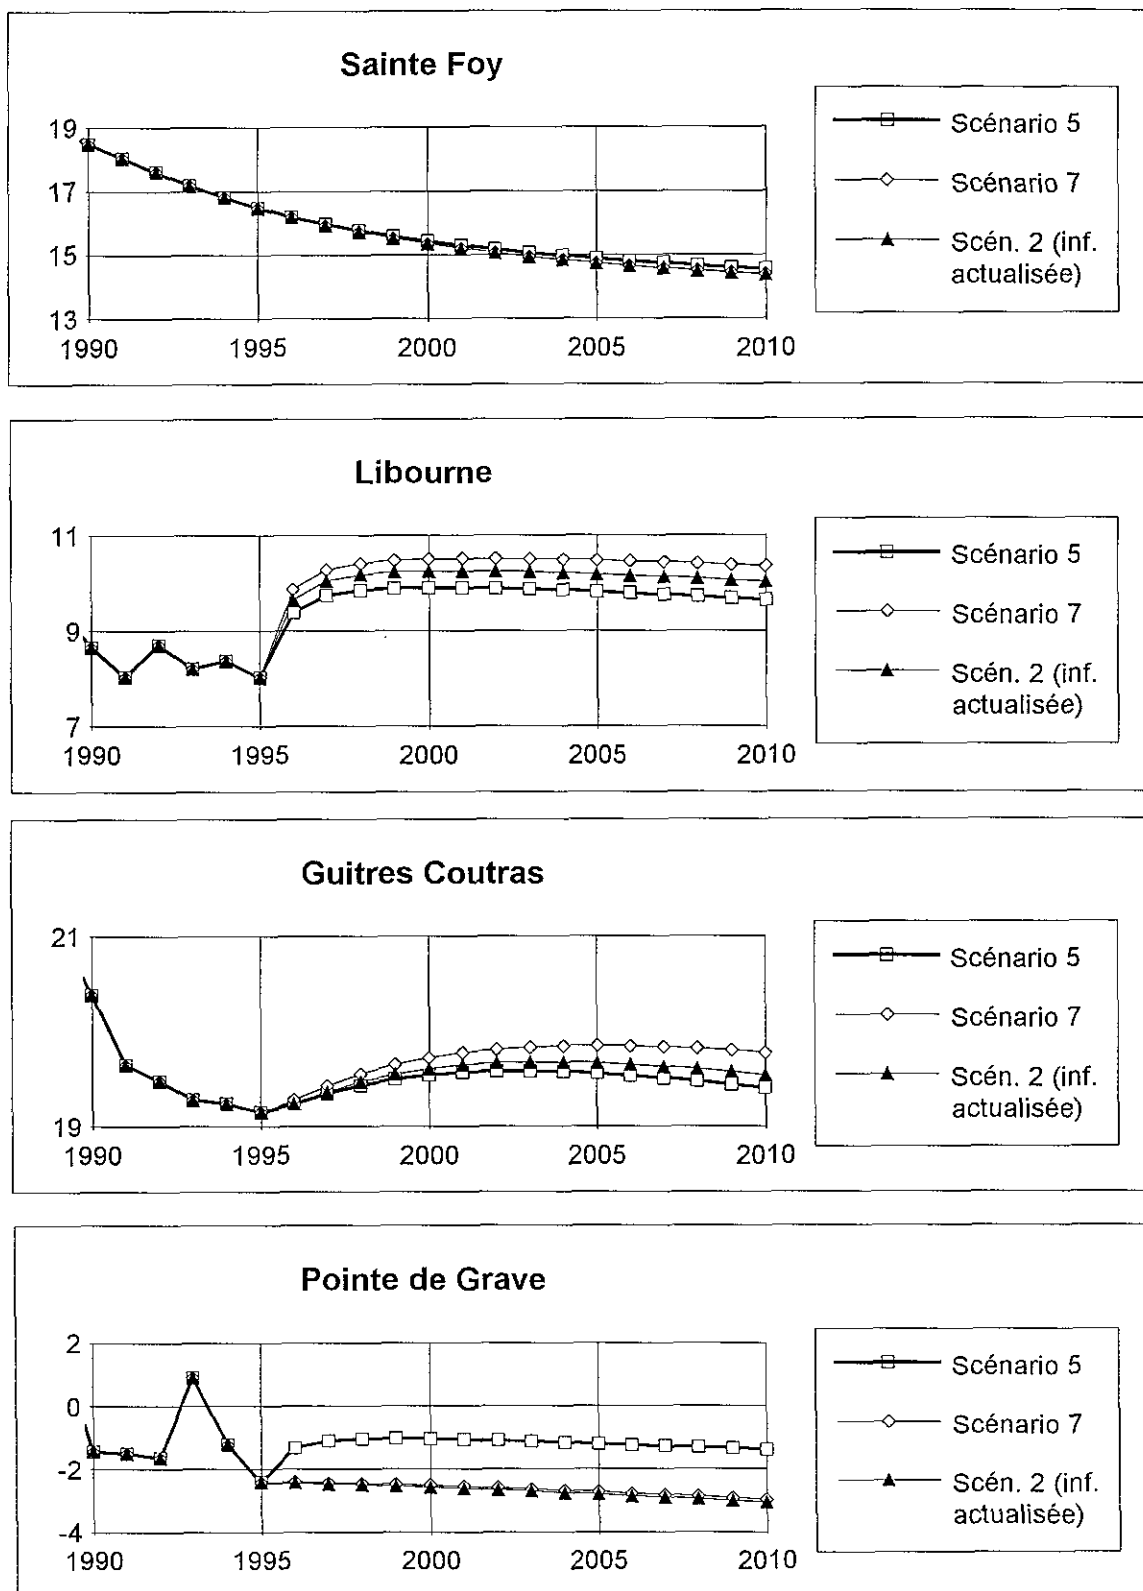 Sainte Foy
19
17
15
13
1990 1995 2000 2005 2010
Scénario 5
Scénario 7
Scén. 2 (inf.
actualisée)
Libourne
11
9
7
1990 1995 2000 2005 2010
Scénario 5
Scénario 7
Scén. 2 (inf.
actualisée)
Guitres Coutras
21
19
1990 1995 2000 2005 2010
Scénario 5
Scénario 7
Scén. 2 (inf.
actualisée)
Pointe de Grave
2
0
-2
-4
1990 1995 2000 2005 2010
Scénario 5
Scénario 7
Scén. 2 (inf.
actualisée)